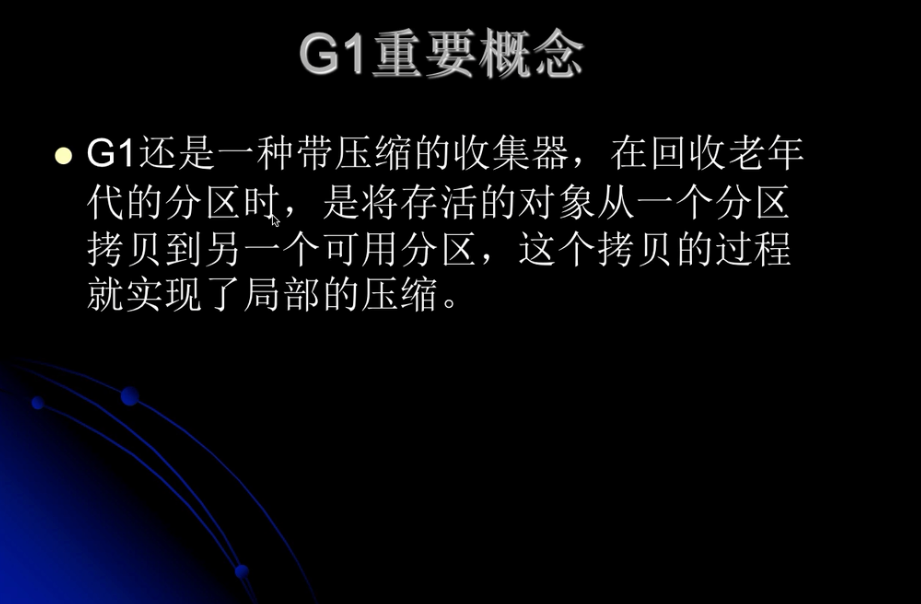 G1重要概念
G1还是一种带压缩的收集器，在回收老年
代的分区时，是将存活的对象从一个分区
拷贝到另一个可用分区，这个拷贝的过程
就实现了局部的压缩。